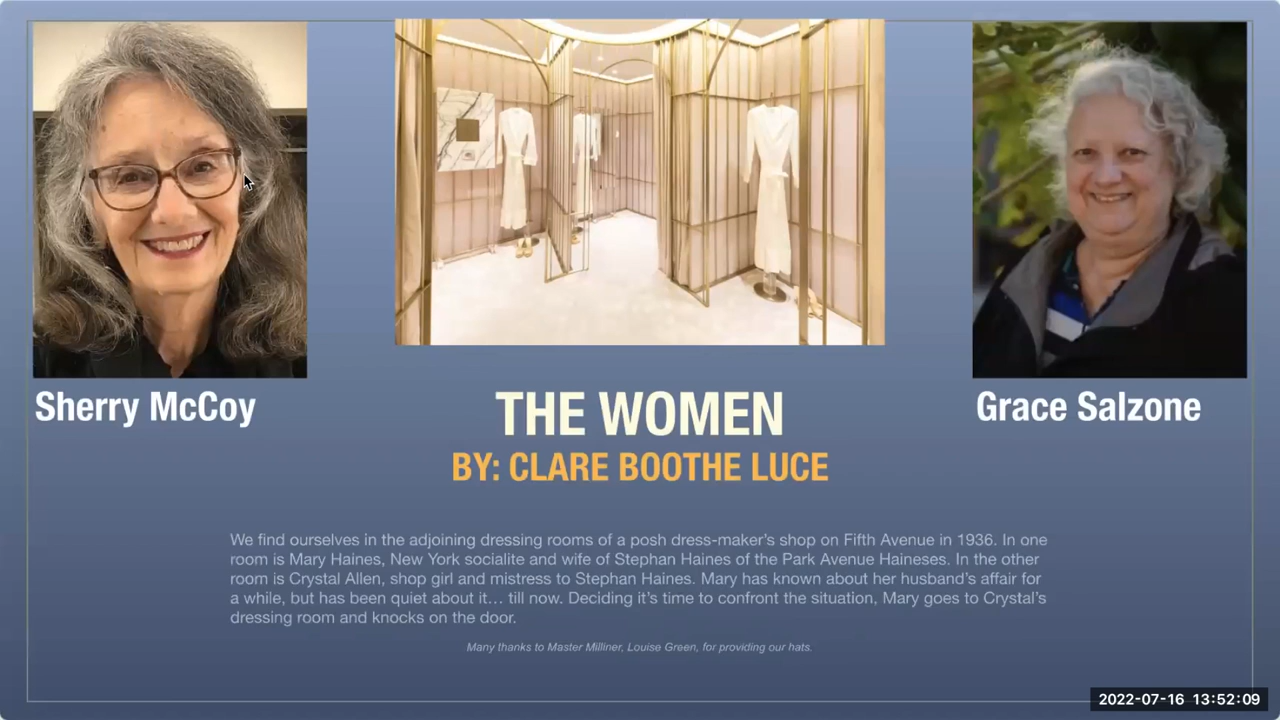 Sherry McCoy
THE WOMEN
BY: CLARE BOOTHE LUCE
Grace Salzone
We find ourselves in the adjoining dressing rooms of a posh dress-maker's shop on Fifth Avenue in 1936. In one
room is Mary Haines, New York socialite and wife of Stephan Haines of the Park Avenue Haineses. In the other
room is Crystal Allen, shop girl and mistress to Stephan Haines. Mary has known about her husband's affair for
a while, but has been quiet about it... till now. Deciding it's time to confront the situation, Mary goes to Crystal's
dressing room and knocks on the door.
Many thanks to Master Milliner, Louise Green, for providing our hats.
2022-07-16 13:52:09